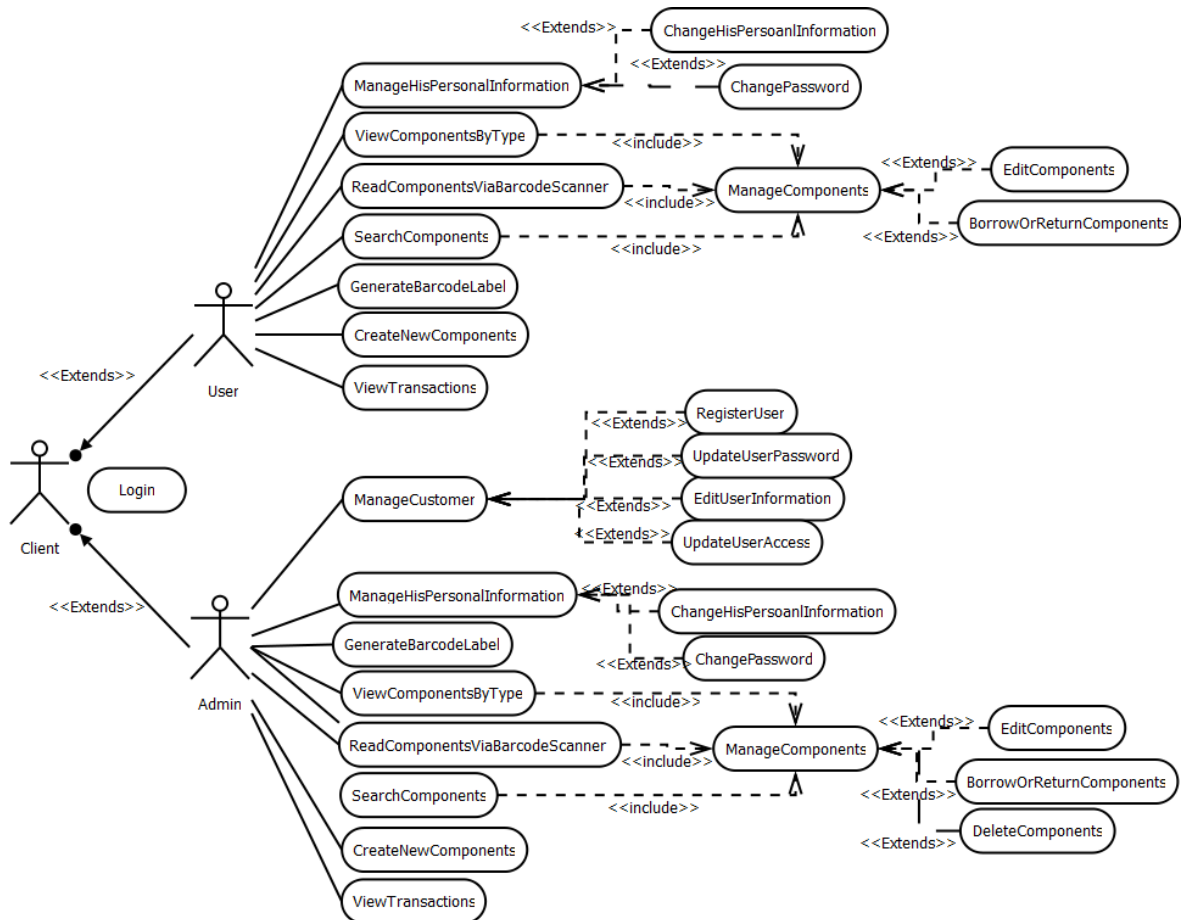 <<Extends>>
ChangeHisPersoanlInformation
<<Extends>>
ManageHisPersonalInformation
ChangePassword
ViewComponentsByType
<<include>>
<<Extends>>
EditComponents
ReadComponentsViaBarcodeScanner
<<include>>
ManageComponents
BorrowOrReturnComponents
<<Extends>>
SearchComponents
<<include>>
GenerateBarcodeLabel
CreateNewComponents
<<Extends>>
User
ViewTransactions
RegisterUser
<<Extends>>
UpdateUserPassword
<<Extends>>
Login
ManageCustomer
EditUserInformation
<<Extends>>
<<Extends>>
UpdateUserAccess
Client
<<Extends>>
ManageHisPersonalInformation
<<Extends>>
ChangeHisPersoanlInformation
GenerateBarcodeLabel
<<Extends>>
ChangePassword
Admin
ViewComponentsByType
<<include>>
<<Extends>>
EditComponents
ReadComponentsViaBarcodeScanner
<<include>>
ManageComponents
BorrowOrReturnComponents
<<Extends>>
SearchComponents
<<include>>
DeleteComponents
<<Extends>>
CreateNewComponents
ViewTransactions